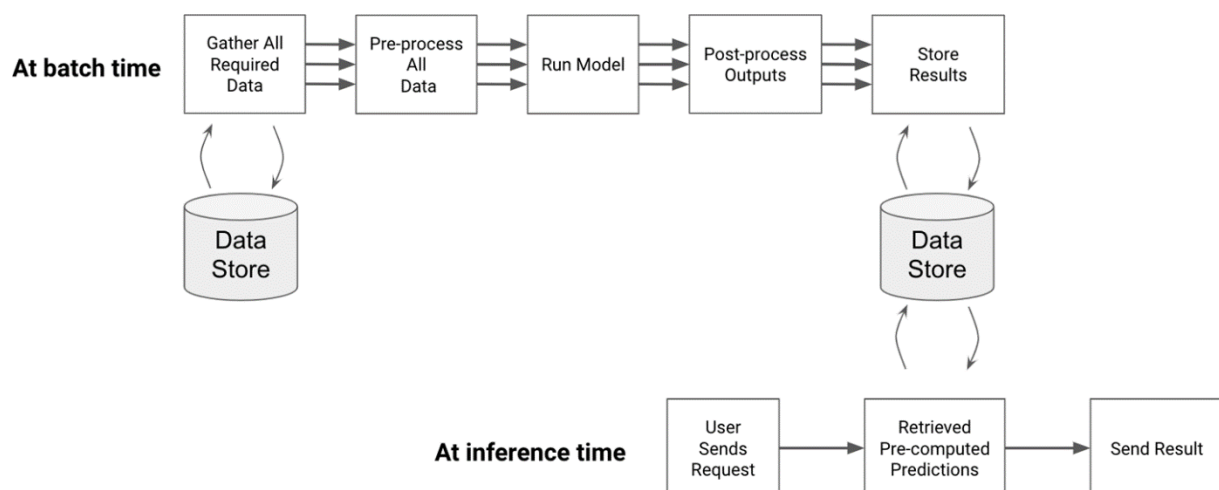 At batch time
Gather All
Required
Data
Pre-process
All
Data
Run Model
Post-process
Outputs
Store
Results
Data
Store
Data
Store
At inference time
User
Sends
Request
Retrieved
Pre-computed
Predictions
Send Result